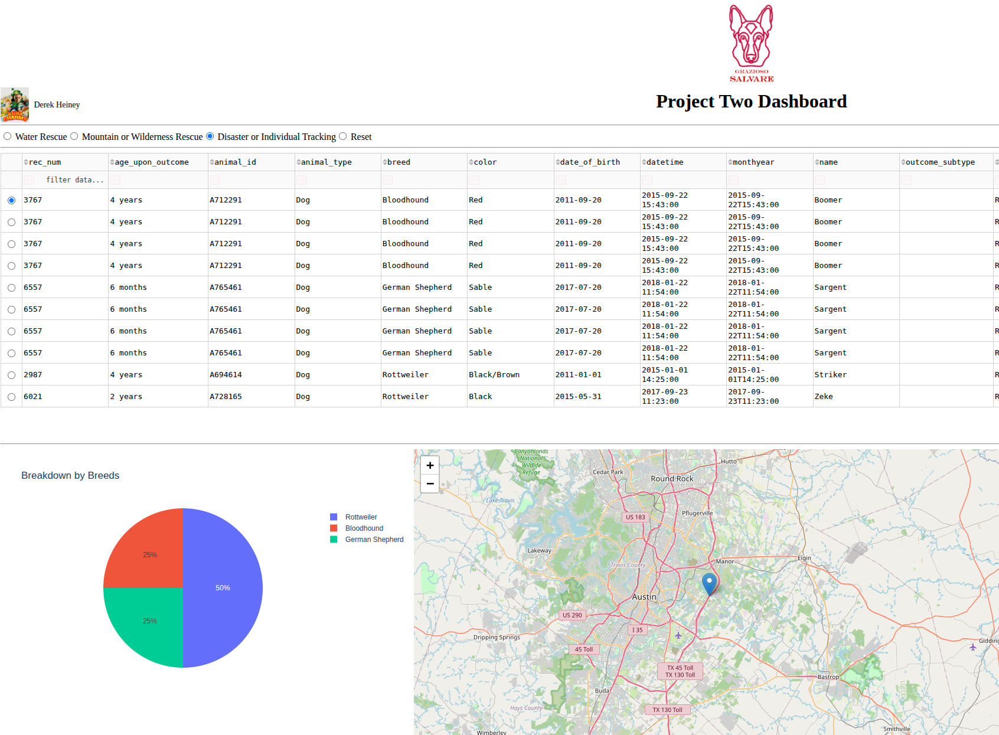 GRAZIOSO
SALVARE
LOKI
CHARMS
Derek Heiney
Project Two Dashboard
Water Rescue Mountain or Wilderness Rescue Disaster or Individual Tracking Reset
rec_num age_upon_outcome animal_id animal_type breed color date_of_birth datetime monthyear name outcome_subtype
filter data...
3767 4 years A712291 Dog Bloodhound Red 2011-09-20 2015-09-22 15:43:00 2015-09-22T15:43:00 Boomer R
3767 4 years A712291 Dog Bloodhound Red 2011-09-20 2015-09-22 15:43:00 2015-09-22T15:43:00 Boomer R
3767 4 years A712291 Dog Bloodhound Red 2011-09-20 2015-09-22 15:43:00 2015-09-22T15:43:00 Boomer R
3767 4 years A712291 Dog Bloodhound Red 2011-09-20 2015-09-22 15:43:00 2015-09-22T15:43:00 Boomer R
6557 6 months A765461 Dog German Shepherd Sable 2017-07-20 2018-01-22 11:54:00 2018-01-22T11:54:00 Sargent R
6557 6 months A765461 Dog German Shepherd Sable 2017-07-20 2018-01-22 11:54:00 2018-01-22T11:54:00 Sargent R
6557 6 months A765461 Dog German Shepherd Sable 2017-07-20 2018-01-22 11:54:00 2018-01-22T11:54:00 Sargent R
6557 6 months A765461 Dog German Shepherd Sable 2017-07-20 2018-01-22 11:54:00 2018-01-22T11:54:00 Sargent R
2987 4 years A694614 Dog Rottweiler Black/Brown 2011-01-01 2015-01-01 14:25:00 2015-01-01T14:25:00 Striker R
6021 2 years A728165 Dog Rottweiler Black 2015-05-31 2017-09-23 11:23:00 2017-09-23T11:23:00 Zeke R
Breakdown by Breeds
Rottweiler
Bloodhound
German Shepherd
25%
50%
25%
+
−
Canyonlands
National
Wildlife
Refuge
Hutto
Cedar Park
Round Rock
Lake Travis
US 183
Pflugerville
Lakeway
Travis County
Manor
Elgin
Austin
US 290
I 35
Dripping Springs
45 Toll
Gidding
TX 45 Toll
TX 130 Toll
Bastrop
Buda
Hays County
TX 130 Toll
Wimberley
Smithville